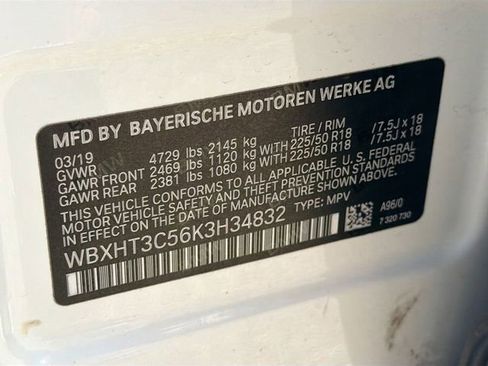 MFD BY BAYERISCHE MOTOREN WERKE AG
03/19 TIRE / RIM
GVWR 4729 lbs 2145 kg
GAWR FRONT 2469 lbs 1120 kg WITH 225/50 R18 /7.5J x 18
GAWR REAR 2381 lbs 1080 kg WITH 225/50 R18 /7.5J x 18
THIS VEHICLE CONFORMS TO ALL APPLICABLE U.S. FEDERAL
MOTOR VEHICLE SAFETY AND THEFT PREVENTION STANDARDS
IN EFFECT ON THE DATE OF MANUFACTURE SHOWN ABOVE.
WBXHT3C56K3H34832 TYPE: MPV
A96/0
7 320 730